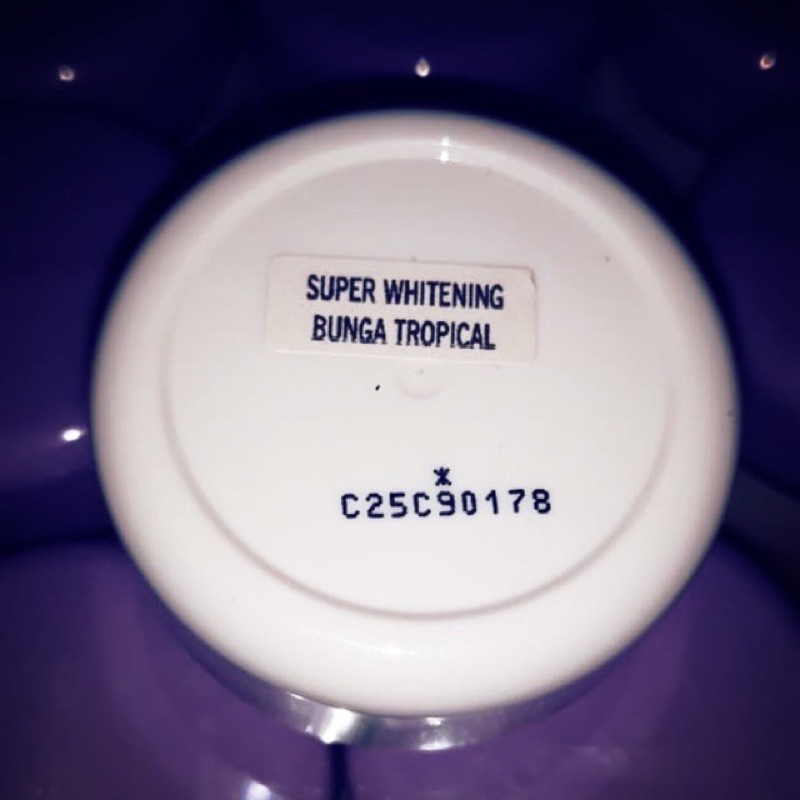 SUPER WHITENING
BUNGA TROPICAL
C25C90178